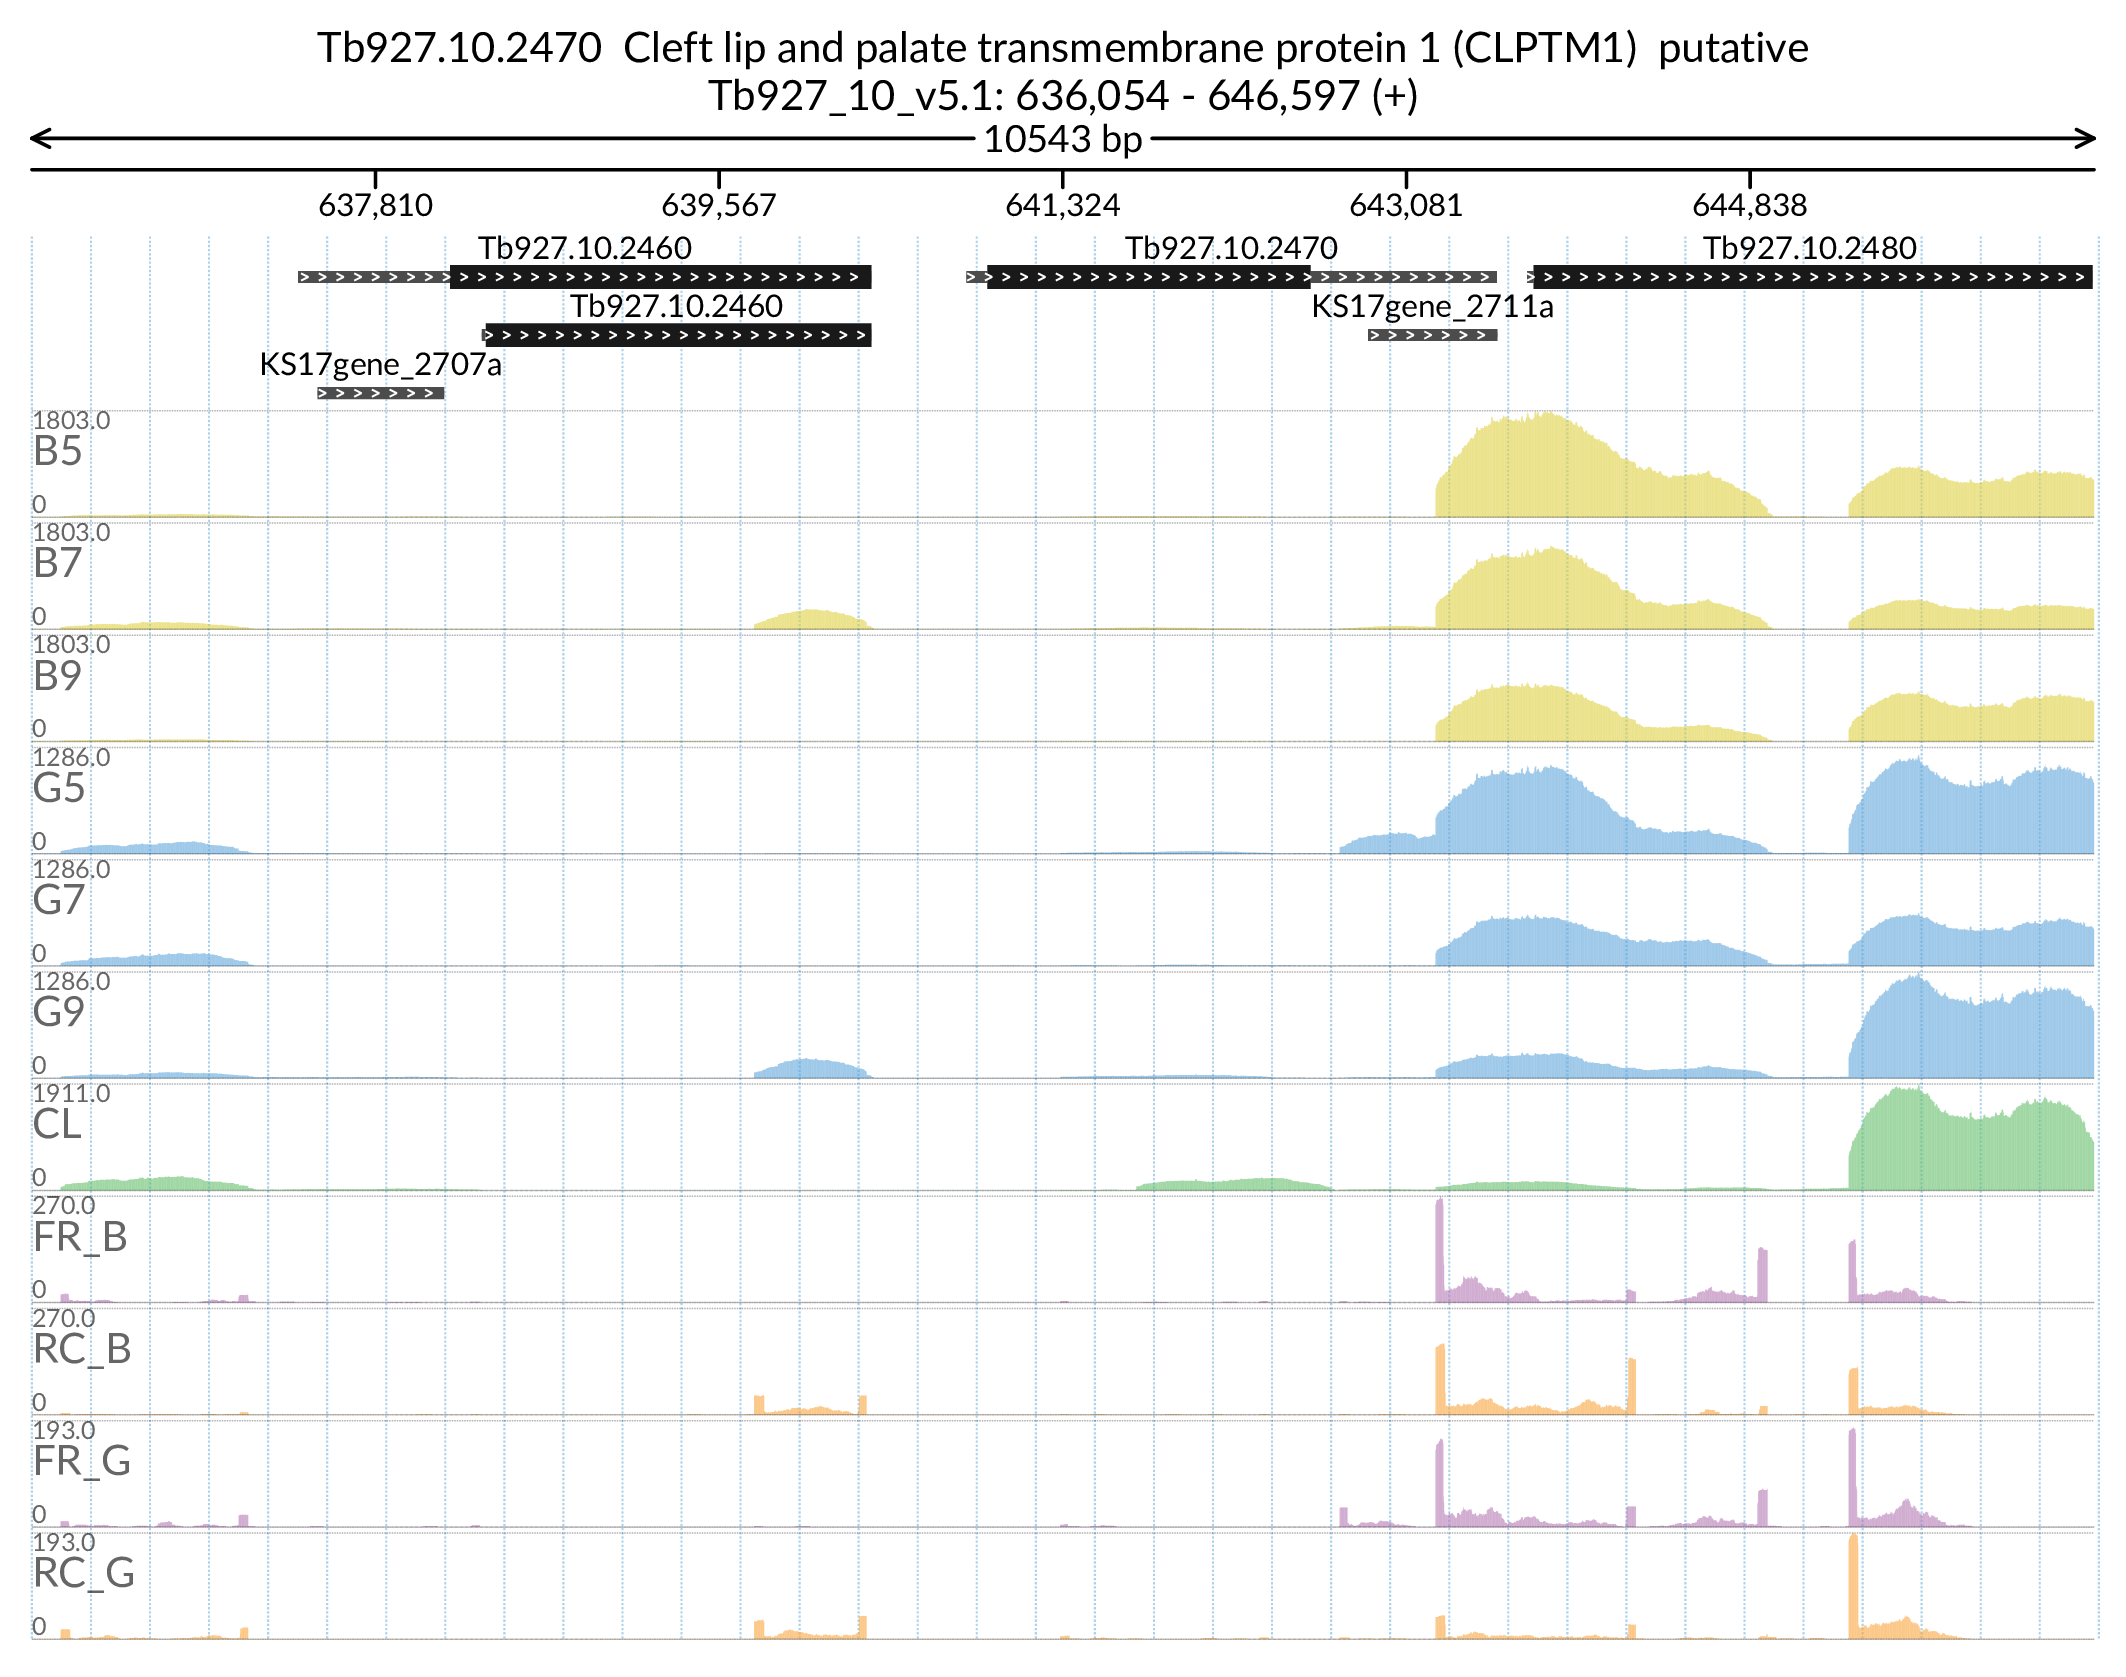 Tb927.10.2470  Cleft lip and palate transmembrane protein 1 (CLPTM1)  putative
Tb927_10_v5.1: 636,054 - 646,597 (+)
10543 bp
637,810 639,567 641,324 643,081 644,838
Tb927.10.2460 Tb927.10.2470 Tb927.10.2480
Tb927.10.2460 KS17gene_2711a
KS17gene_2707a
1803.0
B5
0
1803.0
B7
0
1803.0
B9
0
1286.0
G5
0
1286.0
G7
0
1286.0
G9
0
1911.0
CL
0
270.0
FR_B
0
270.0
RC_B
0
193.0
FR_G
0
193.0
RC_G
0